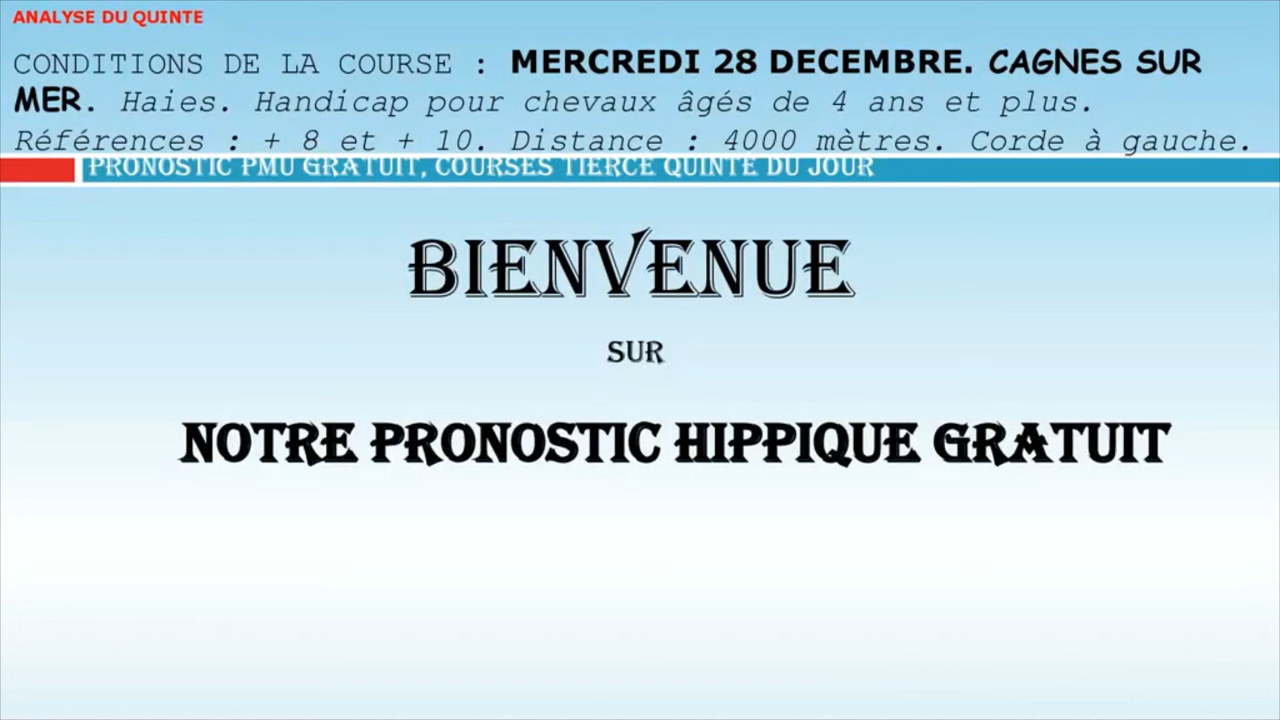 ANALYSE DU QUINTE
CONDITIONS DE LA COURSE : MERCREDI 28 DECEMBRE. CAGNES SUR
MER. Haies. Handicap pour chevaux âgés de 4 ans et plus.
Références : + 8 et + 10. Distance : 4000 mètres. Corde à gauche.
PRONOSTIC PMU GRATUIT, COURSES TIERCE QUINTE DU JOUR
BIENVENUE
SUR
NOTRE PRONOSTIC HIPPIQUE GRATUIT